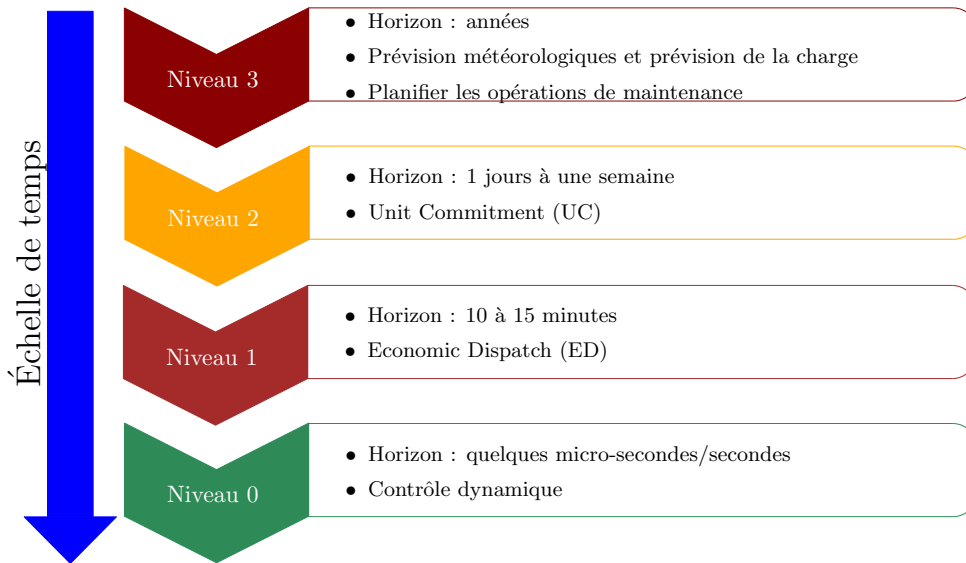 Échelle de temps
Niveau 3
• Horizon : années
• Prévision météorologiques et prévision de la charge
• Planifier les opérations de maintenance
Niveau 2
• Horizon : 1 jours à une semaine
• Unit Commitment (UC)
Niveau 1
• Horizon : 10 à 15 minutes
• Economic Dispatch (ED)
Niveau 0
• Horizon : quelques micro-secondes/secondes
• Contrôle dynamique